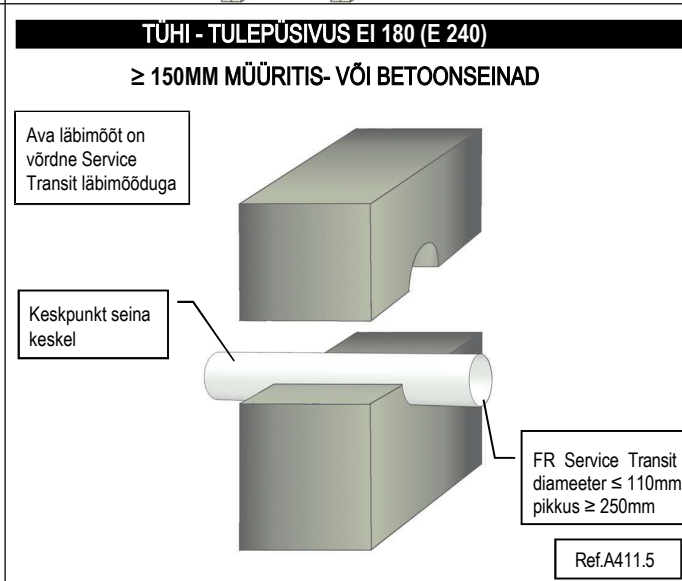 TÜHI - TULEPÜSIVUS EI 180 (E 240)
≥ 150MM MÜÜRITIS- VÕI BETOONSEINAD
Ava läbimõõt on
võrdne Service
Transit läbimõõduga
Keskpunkt seina
keskel
FR Service Transit
diameeter ≤ 110mm
pikkus ≥ 250mm
Ref.A411.5